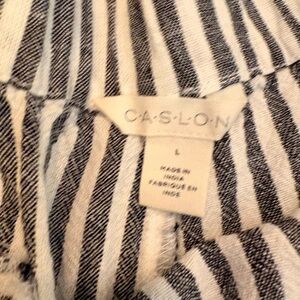 C·A·S·L·O·N
L
MADE IN
INDIA
FABRIQUÉ EN
INDE